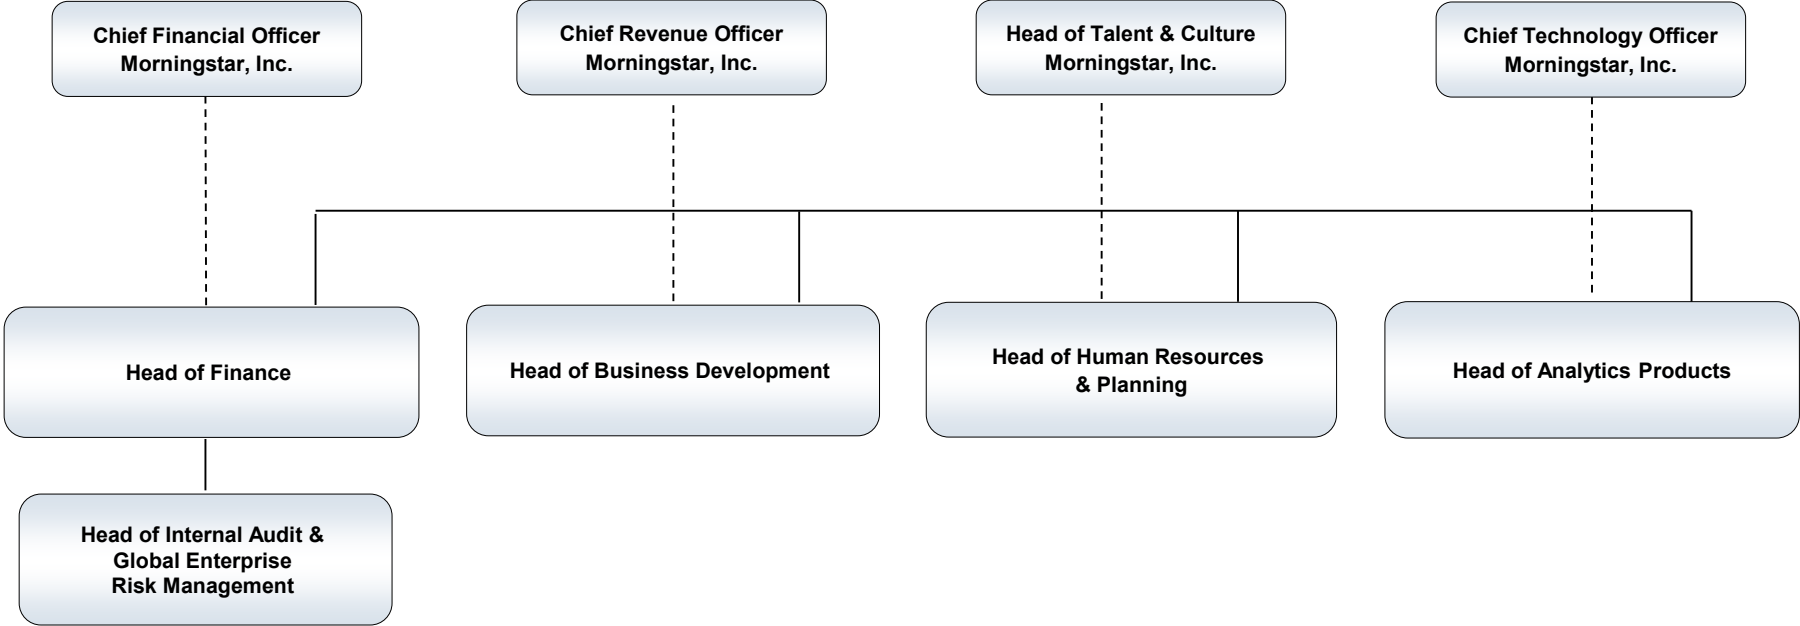 Chief Financial Officer
Morningstar, Inc.
Chief Revenue Officer
Morningstar, Inc.
Head of Talent & Culture
Morningstar, Inc.
Chief Technology Officer
Morningstar, Inc.
Head of Finance
Head of Business Development
Head of Human Resources
& Planning
Head of Analytics Products
Head of Internal Audit &
Global Enterprise
Risk Management